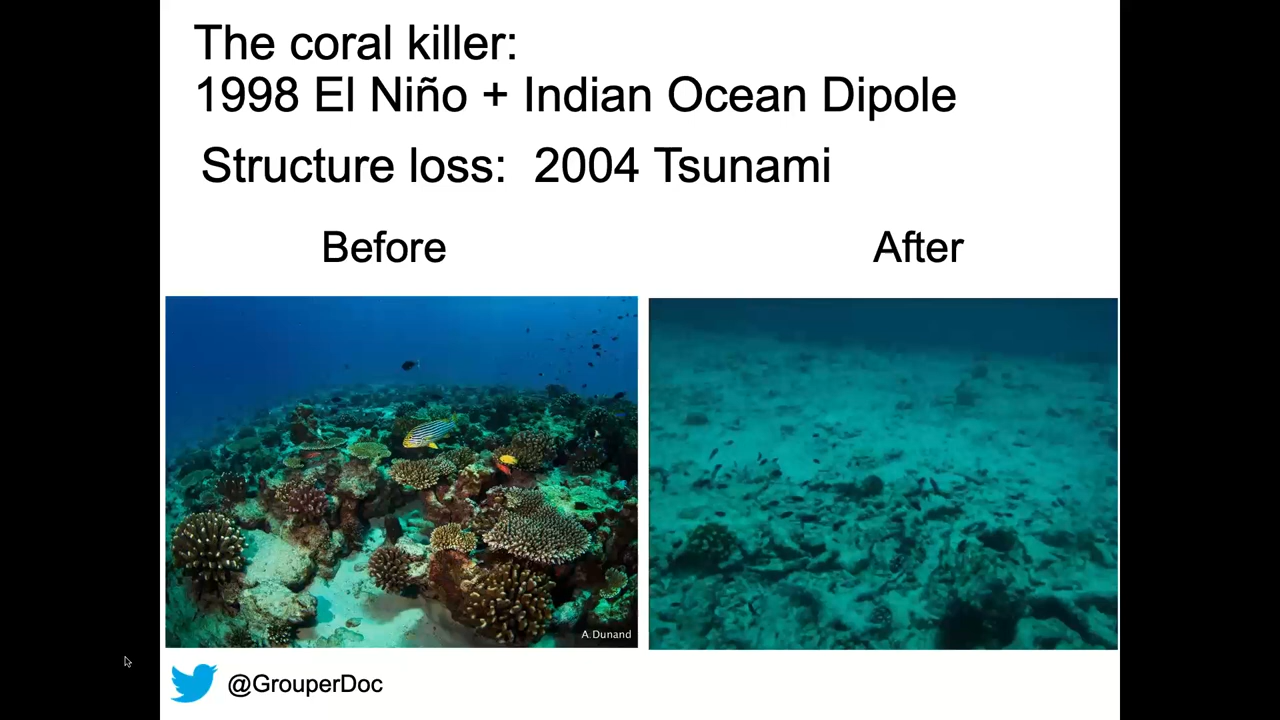 The coral killer:
1998 El Niño + Indian Ocean Dipole
Structure loss: 2004 Tsunami
Before
After
A.Dunand
@GrouperDoc